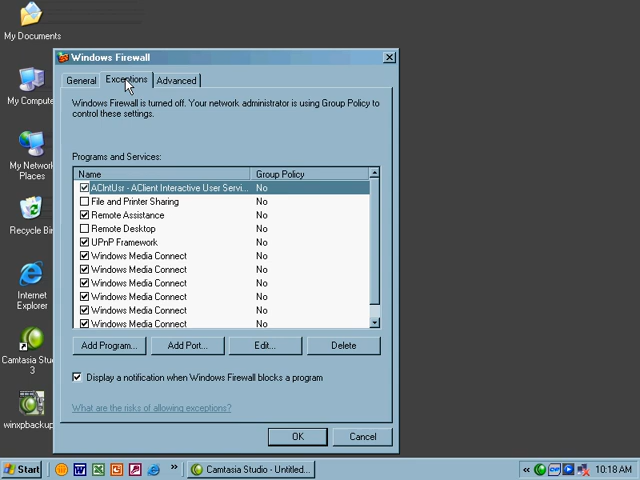 My Documents
My Compute
My Network
Places
Recycle Bin
Internet
Explorer
Camtasia Stu
3
winxpbackup
Windows Firewall
General
Exceptions
Advanced
Windows Firewall is turned off. Your network administrator is using Group Policy to
control these settings.
Programs and Services:
Name Group Policy
ACIntUsr - AClient Interactive User Servi... No
File and Printer Sharing No
Remote Assistance No
Remote Desktop No
UPnP Framework No
Windows Media Connect No
Windows Media Connect No
Windows Media Connect No
Windows Media Connect No
Windows Media Connect No
Windows Media Connect No
Add Program...
Add Port...
Edit...
Delete
Display a notification when Windows Firewall blocks a program
What are the risks of allowing exceptions?
OK
Cancel
Start
»
Camtasia Studio - Untitled...
«
10:18 AM